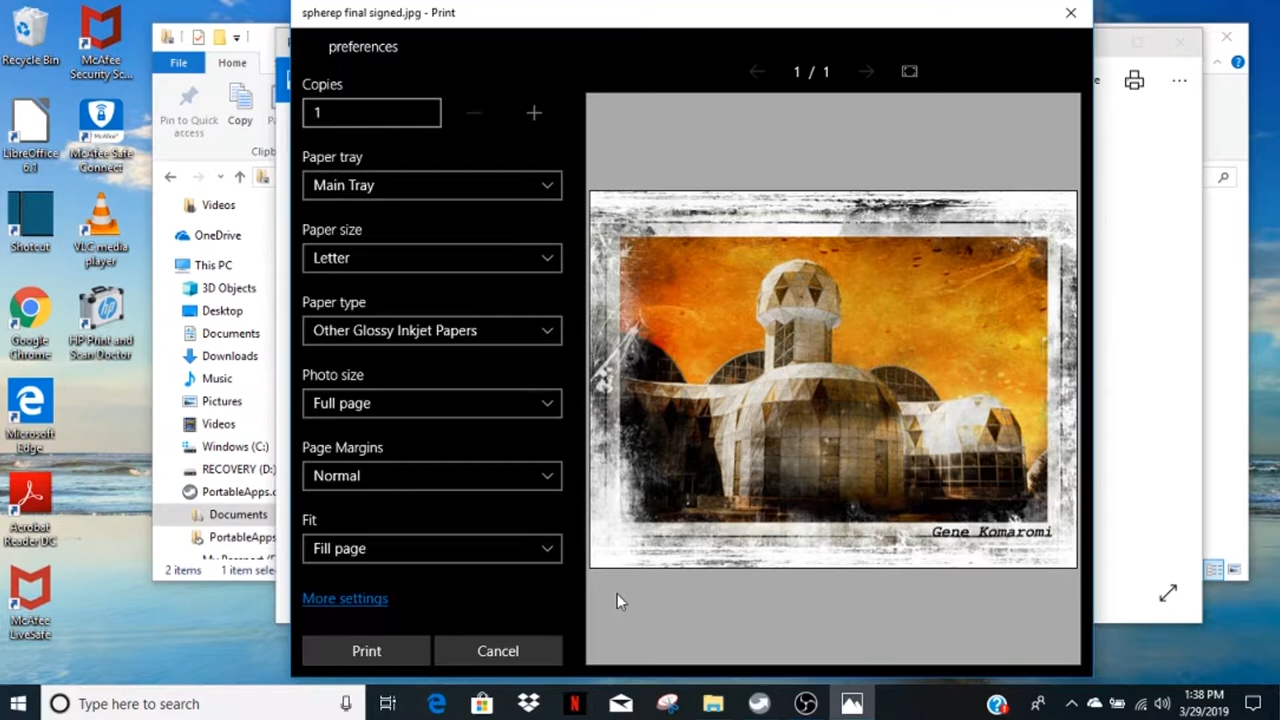 spherep final signed.jpg - Print
preferences
Copies
1
Paper tray
Main Tray
Paper size
Letter
Paper type
Other Glossy Inkjet Papers
Photo size
Full page
Page Margins
Normal
Fit
Fill page
More settings
Print
Cancel
1 / 1
Gene Komaromi
Recycle Bin
McAfee
Security Sc...
LibreOffice
6.1
McAfee Safe
Connect
Shotcut
VLC media
player
Google
Chrome
HP Print and
Scan Doctor
Microsoft
Edge
Acrobat
Reader DC
McAfee
LiveSafe
File
Home
Pin to Quick
access
Copy
Videos
OneDrive
This PC
3D Objects
Desktop
Documents
Downloads
Music
Pictures
Videos
Windows (C:)
RECOVERY (D:)
PortableApps.c
Documents
PortableApps
2 items
1 item sele
Type here to search
1:38 PM
3/29/2019